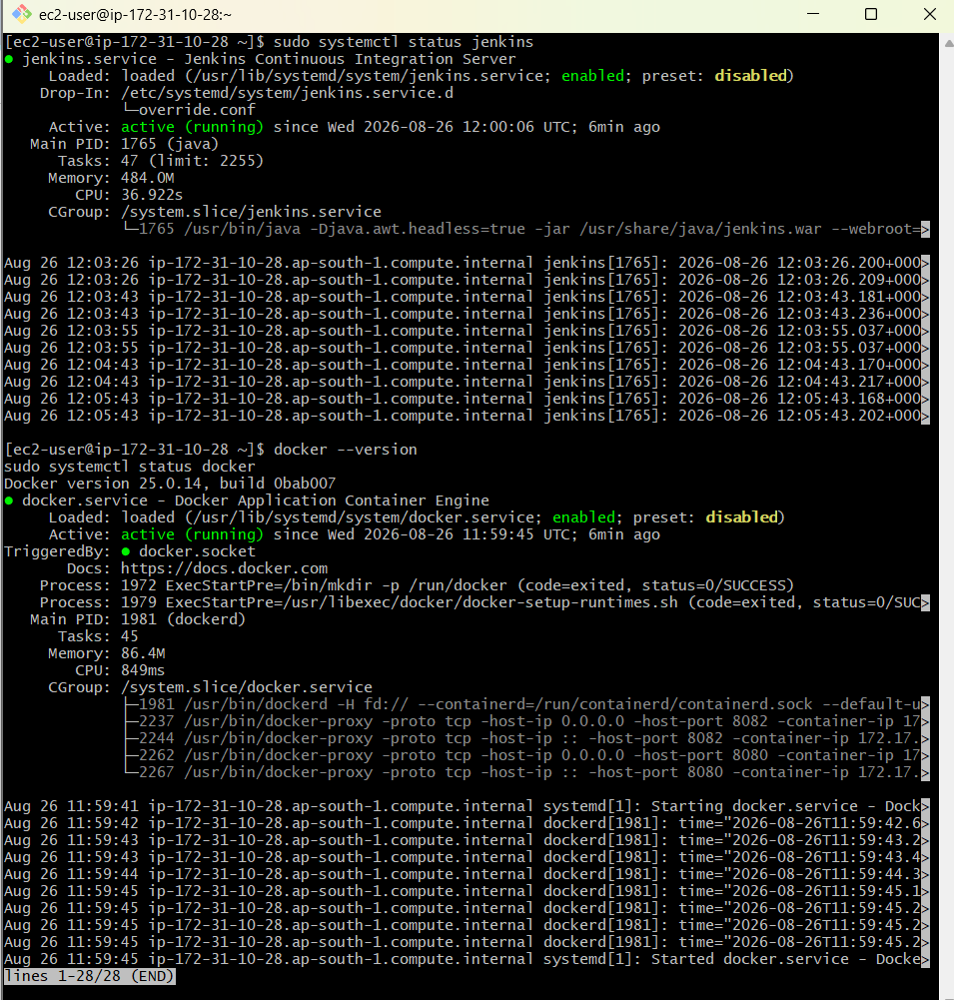 ec2-user@ip-172-31-10-28:~
[ec2-user@ip-172-31-10-28 ~]$ sudo systemctl status jenkins
● jenkins.service - Jenkins Continuous Integration Server
     Loaded: loaded (/usr/lib/systemd/system/jenkins.service; enabled; preset: disabled)
    Drop-In: /etc/systemd/system/jenkins.service.d
             └─override.conf
     Active: active (running) since Wed 2026-08-26 12:00:06 UTC; 6min ago
   Main PID: 1765 (java)
      Tasks: 47 (limit: 2255)
     Memory: 484.0M
        CPU: 36.922s
     CGroup: /system.slice/jenkins.service
             └─1765 /usr/bin/java -Djava.awt.headless=true -jar /usr/share/java/jenkins.war --webroot=>
Aug 26 12:03:26 ip-172-31-10-28.ap-south-1.compute.internal jenkins[1765]: 2026-08-26 12:03:26.200+000>
Aug 26 12:03:26 ip-172-31-10-28.ap-south-1.compute.internal jenkins[1765]: 2026-08-26 12:03:26.209+000>
Aug 26 12:03:43 ip-172-31-10-28.ap-south-1.compute.internal jenkins[1765]: 2026-08-26 12:03:43.181+000>
Aug 26 12:03:43 ip-172-31-10-28.ap-south-1.compute.internal jenkins[1765]: 2026-08-26 12:03:43.236+000>
Aug 26 12:03:55 ip-172-31-10-28.ap-south-1.compute.internal jenkins[1765]: 2026-08-26 12:03:55.037+000>
Aug 26 12:03:55 ip-172-31-10-28.ap-south-1.compute.internal jenkins[1765]: 2026-08-26 12:03:55.037+000>
Aug 26 12:04:43 ip-172-31-10-28.ap-south-1.compute.internal jenkins[1765]: 2026-08-26 12:04:43.170+000>
Aug 26 12:04:43 ip-172-31-10-28.ap-south-1.compute.internal jenkins[1765]: 2026-08-26 12:04:43.217+000>
Aug 26 12:05:43 ip-172-31-10-28.ap-south-1.compute.internal jenkins[1765]: 2026-08-26 12:05:43.168+000>
Aug 26 12:05:43 ip-172-31-10-28.ap-south-1.compute.internal jenkins[1765]: 2026-08-26 12:05:43.202+000>
[ec2-user@ip-172-31-10-28 ~]$ docker --version
sudo systemctl status docker
Docker version 25.0.14, build 0bab007
● docker.service - Docker Application Container Engine
     Loaded: loaded (/usr/lib/systemd/system/docker.service; enabled; preset: disabled)
     Active: active (running) since Wed 2026-08-26 11:59:45 UTC; 6min ago
TriggeredBy: ● docker.socket
       Docs: https://docs.docker.com
    Process: 1972 ExecStartPre=/bin/mkdir -p /run/docker (code=exited, status=0/SUCCESS)
    Process: 1979 ExecStartPre=/usr/libexec/docker/docker-setup-runtimes.sh (code=exited, status=0/SUC>
   Main PID: 1981 (dockerd)
      Tasks: 45
     Memory: 86.4M
        CPU: 849ms
     CGroup: /system.slice/docker.service
             ├─1981 /usr/bin/dockerd -H fd:// --containerd=/run/containerd/containerd.sock --default-u>
             ├─2237 /usr/bin/docker-proxy -proto tcp -host-ip 0.0.0.0 -host-port 8082 -container-ip 17>
             ├─2244 /usr/bin/docker-proxy -proto tcp -host-ip :: -host-port 8082 -container-ip 172.17.>
             ├─2262 /usr/bin/docker-proxy -proto tcp -host-ip 0.0.0.0 -host-port 8080 -container-ip 17>
             └─2267 /usr/bin/docker-proxy -proto tcp -host-ip :: -host-port 8080 -container-ip 172.17.>
Aug 26 11:59:41 ip-172-31-10-28.ap-south-1.compute.internal systemd[1]: Starting docker.service - Dock>
Aug 26 11:59:42 ip-172-31-10-28.ap-south-1.compute.internal dockerd[1981]: time="2026-08-26T11:59:42.6>
Aug 26 11:59:43 ip-172-31-10-28.ap-south-1.compute.internal dockerd[1981]: time="2026-08-26T11:59:43.2>
Aug 26 11:59:43 ip-172-31-10-28.ap-south-1.compute.internal dockerd[1981]: time="2026-08-26T11:59:43.4>
Aug 26 11:59:44 ip-172-31-10-28.ap-south-1.compute.internal dockerd[1981]: time="2026-08-26T11:59:44.3>
Aug 26 11:59:45 ip-172-31-10-28.ap-south-1.compute.internal dockerd[1981]: time="2026-08-26T11:59:45.1>
Aug 26 11:59:45 ip-172-31-10-28.ap-south-1.compute.internal dockerd[1981]: time="2026-08-26T11:59:45.2>
Aug 26 11:59:45 ip-172-31-10-28.ap-south-1.compute.internal dockerd[1981]: time="2026-08-26T11:59:45.2>
Aug 26 11:59:45 ip-172-31-10-28.ap-south-1.compute.internal dockerd[1981]: time="2026-08-26T11:59:45.2>
Aug 26 11:59:45 ip-172-31-10-28.ap-south-1.compute.internal systemd[1]: Started docker.service - Docke>
lines 1-28/28 (END)